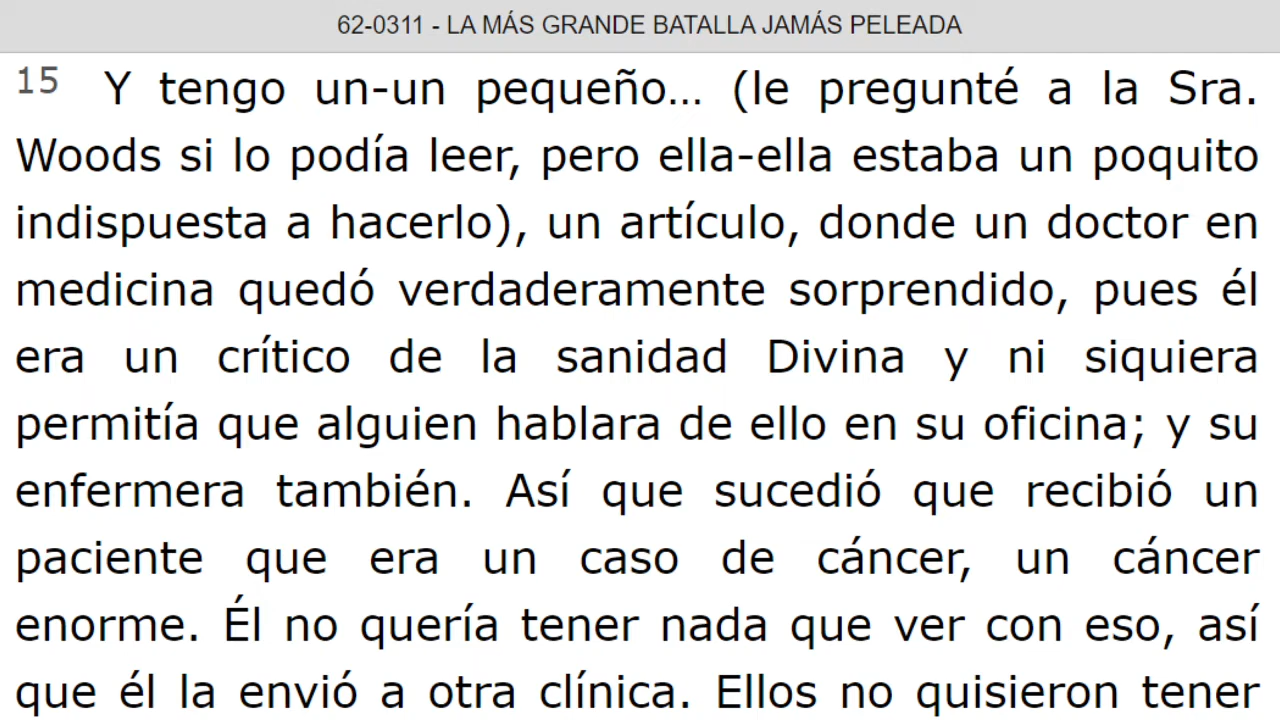 62-0311 - LA MÁS GRANDE BATALLA JAMÁS PELEADA
15 Y tengo un-un pequeño... (le pregunté a la Sra.
Woods si lo podía leer, pero ella-ella estaba un poquito
indispuesta a hacerlo), un artículo, donde un doctor en
medicina quedó verdaderamente sorprendido, pues él
era un crítico de la sanidad Divina y ni siquiera
permitía que alguien hablara de ello en su oficina; y su
enfermera también. Así que sucedió que recibió un
paciente que era un caso de cáncer, un cáncer
enorme. Él no quería tener nada que ver con eso, así
que él la envió a otra clínica. Ellos no quisieron tener